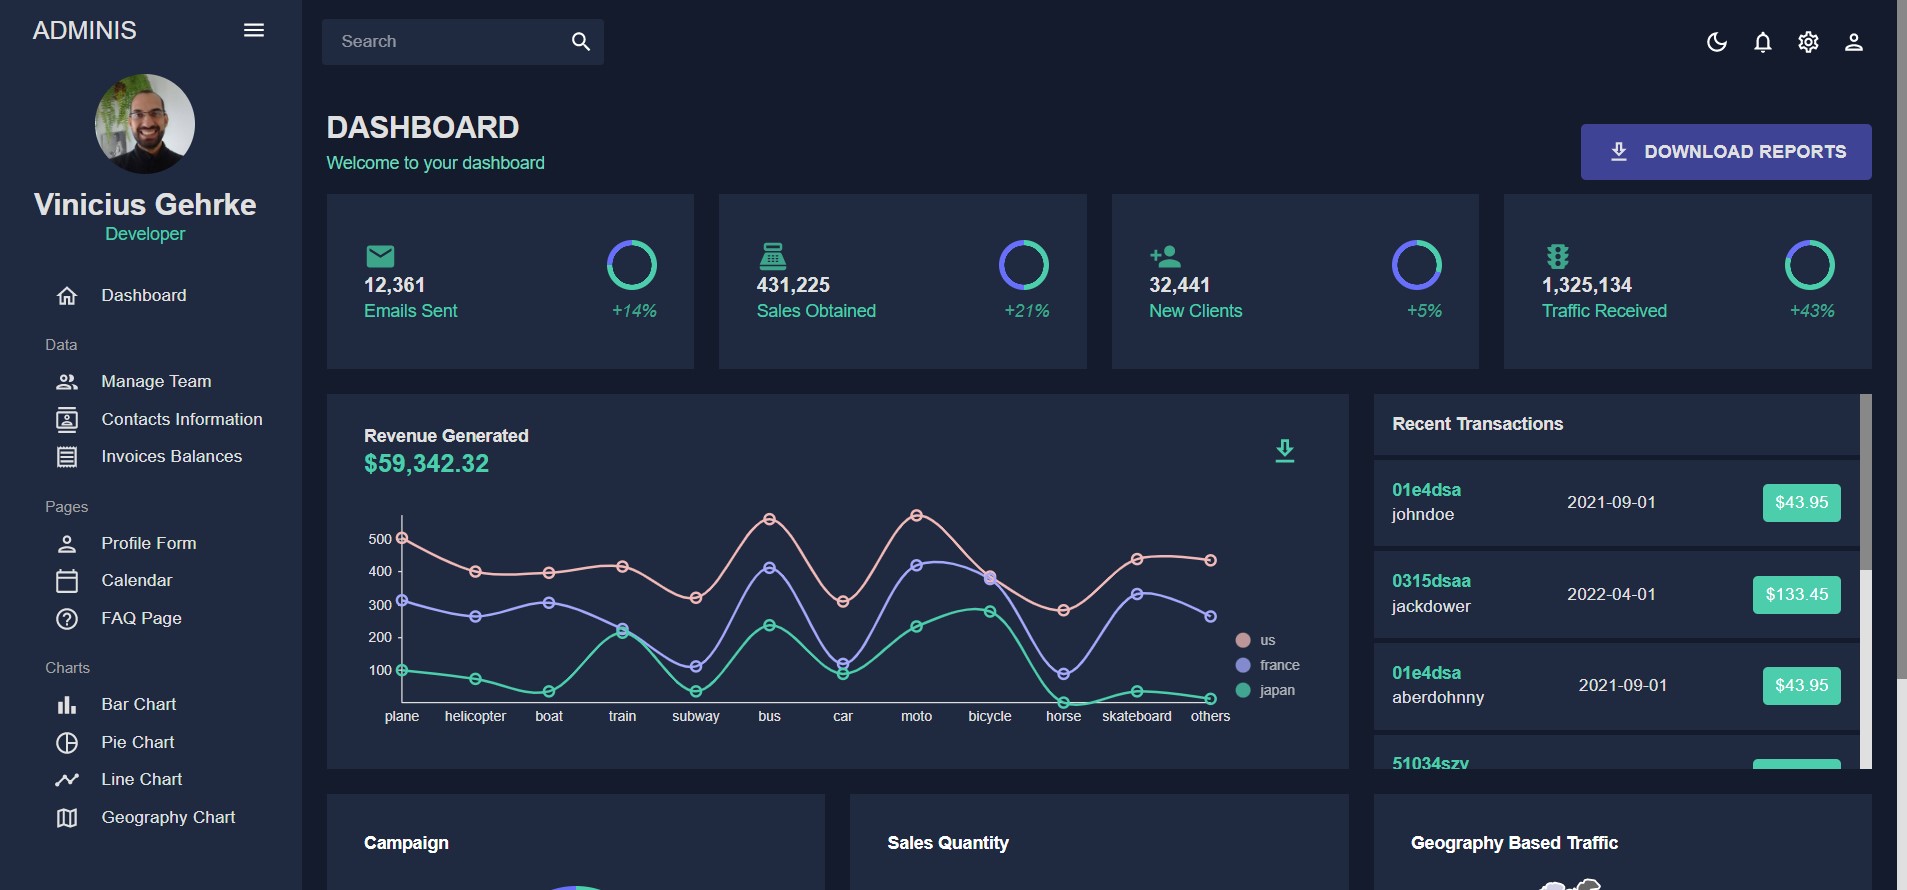 ADMINIS
Vinicius Gehrke
Developer
Dashboard
Data
Manage Team
Contacts Information
Invoices Balances
Pages
Profile Form
Calendar
FAQ Page
Charts
Bar Chart
Pie Chart
Line Chart
Geography Chart
Search
DASHBOARD
Welcome to your dashboard
DOWNLOAD REPORTS
12,361
Emails Sent
+14%
431,225
Sales Obtained
+21%
32,441
New Clients
+5%
1,325,134
Traffic Received
+43%
Revenue Generated
$59,342.32
500
400
300
200
100
plane helicopter boat train subway bus car moto bicycle horse skateboard others
us
france
japan
Recent Transactions
01e4dsa
johndoe
2021-09-01
$43.95
0315dsaa
jackdower
2022-04-01
$133.45
01e4dsa
aberdohnny
2021-09-01
$43.95
51034szv
Campaign
Sales Quantity
Geography Based Traffic